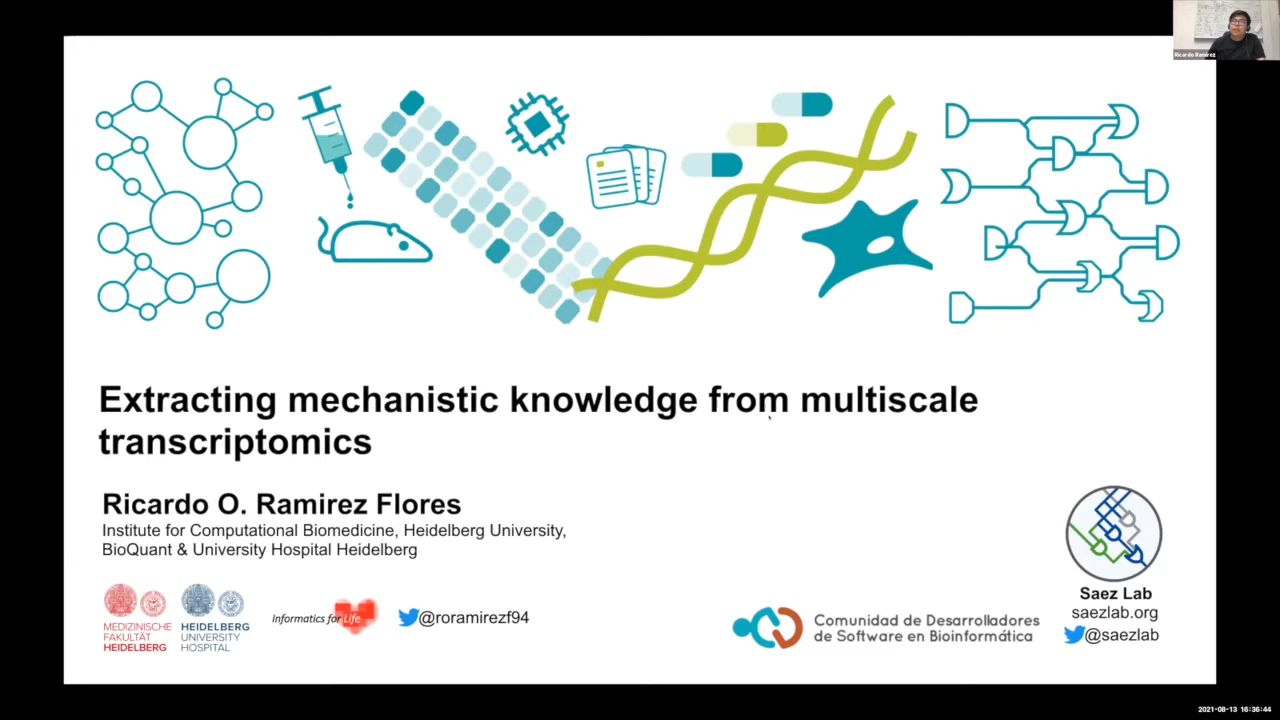 Ricardo Ramirez
Extracting mechanistic knowledge from multiscale
transcriptomics
Ricardo O. Ramirez Flores
Institute for Computational Biomedicine, Heidelberg University,
BioQuant & University Hospital Heidelberg
MEDIZINISCHE
FAKULTÄT
HEIDELBERG
HEIDELBERG
UNIVERSITY
HOSPITAL
Informatics for Life
@roramirezf94
Comunidad de Desarrolladores
de Software en Bioinformática
Saez Lab
saezlab.org
@saezlab
2021-08-13 16:36:44